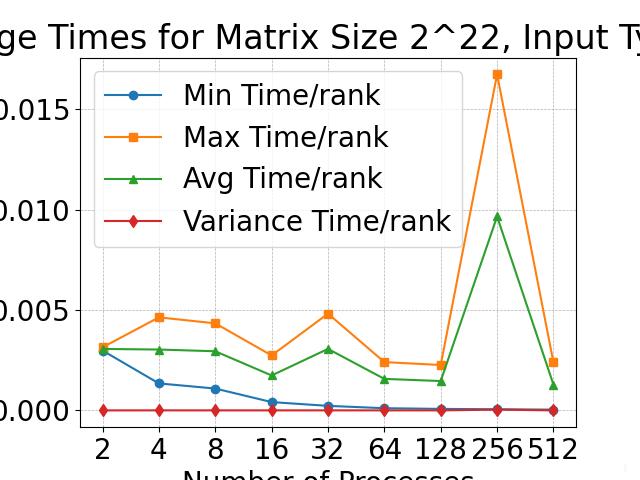 ge Times for Matrix Size 2^22, Input Ty
Min Time/rank
Max Time/rank
Avg Time/rank
Variance Time/rank
0.015
0.010
0.005
0.000
2 4 8 16 32 64 128 256 512
Number of Processes